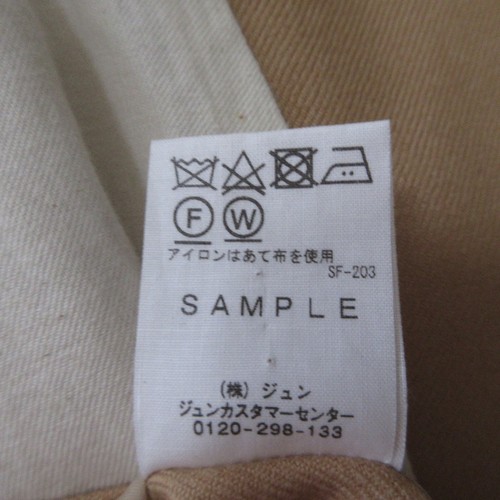 F W
アイロンはあて布を使用
SF-203
SAMPLE
(株) ジュン
ジュンカスタマーセンター
0120-298-133